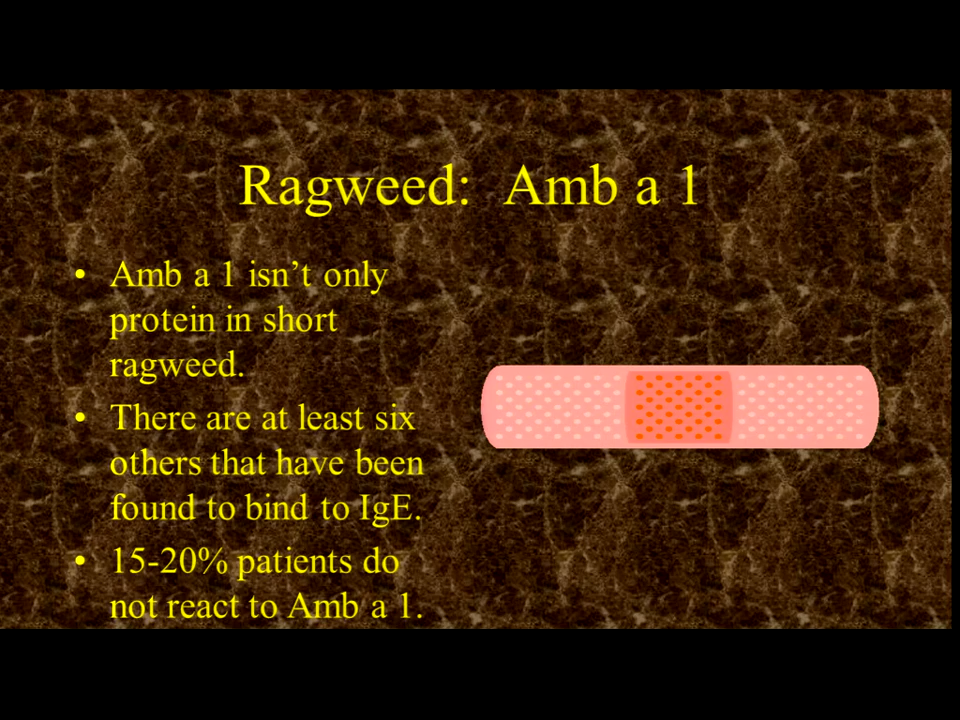 Ragweed: Amb a 1
• Amb a 1 isn’t only
protein in short
ragweed.
• There are at least six
others that have been
found to bind to IgE.
• 15-20% patients do
not react to Amb a 1.